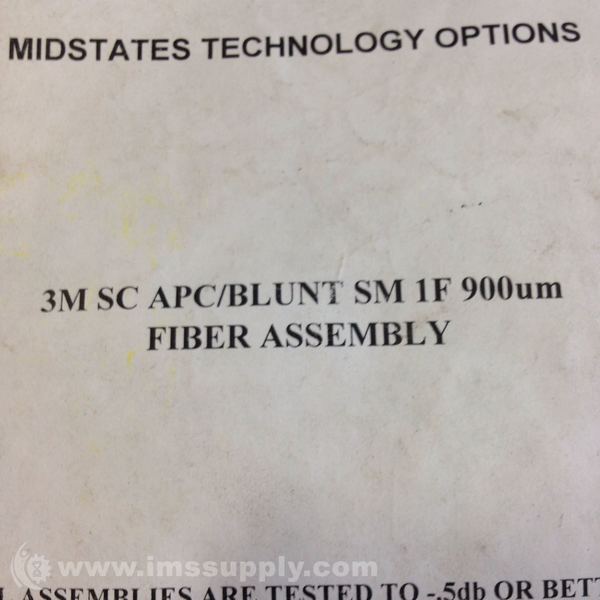 MIDSTATES TECHNOLOGY OPTIONS
3M SC APC/BLUNT SM 1F 900um
FIBER ASSEMBLY
www.imssupply.com
ASSEMBLIES ARE TESTED TO -.5db OR